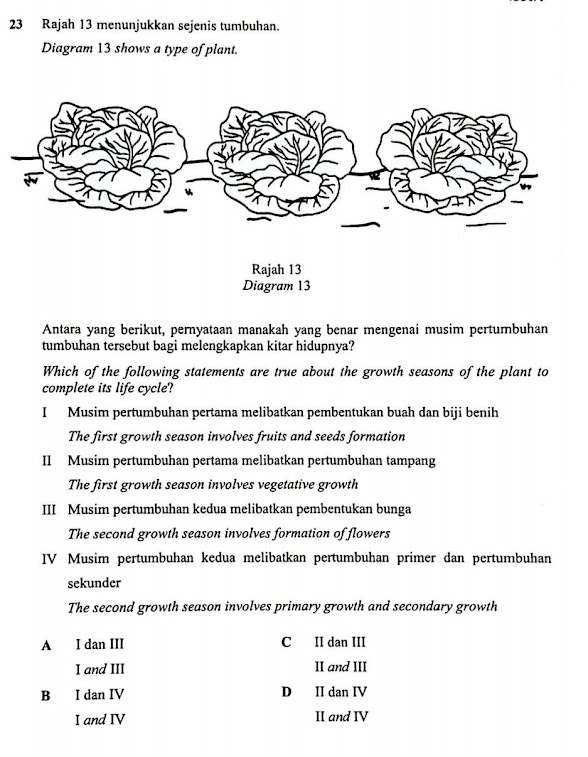 23 Rajah 13 menunjukkan sejenis tumbuhan.
Diagram 13 shows a type of plant.
Rajah 13
Diagram 13
Antara yang berikut, pernyataan manakah yang benar mengenai musim pertumbuhan
tumbuhan tersebut bagi melengkapkan kitar hidupnya?
Which of the following statements are true about the growth seasons of the plant to
complete its life cycle?
I Musim pertumbuhan pertama melibatkan pembentukan buah dan biji benih
The first growth season involves fruits and seeds formation
II Musim pertumbuhan pertama melibatkan pertumbuhan tampang
The first growth season involves vegetative growth
III Musim pertumbuhan kedua melibatkan pembentukan bunga
The second growth season involves formation of flowers
IV Musim pertumbuhan kedua melibatkan pertumbuhan primer dan pertumbuhan
sekunder
The second growth season involves primary growth and secondary growth
A I dan III
I and III
B I dan IV
I and IV
C II dan III
II and III
D II dan IV
II and IV